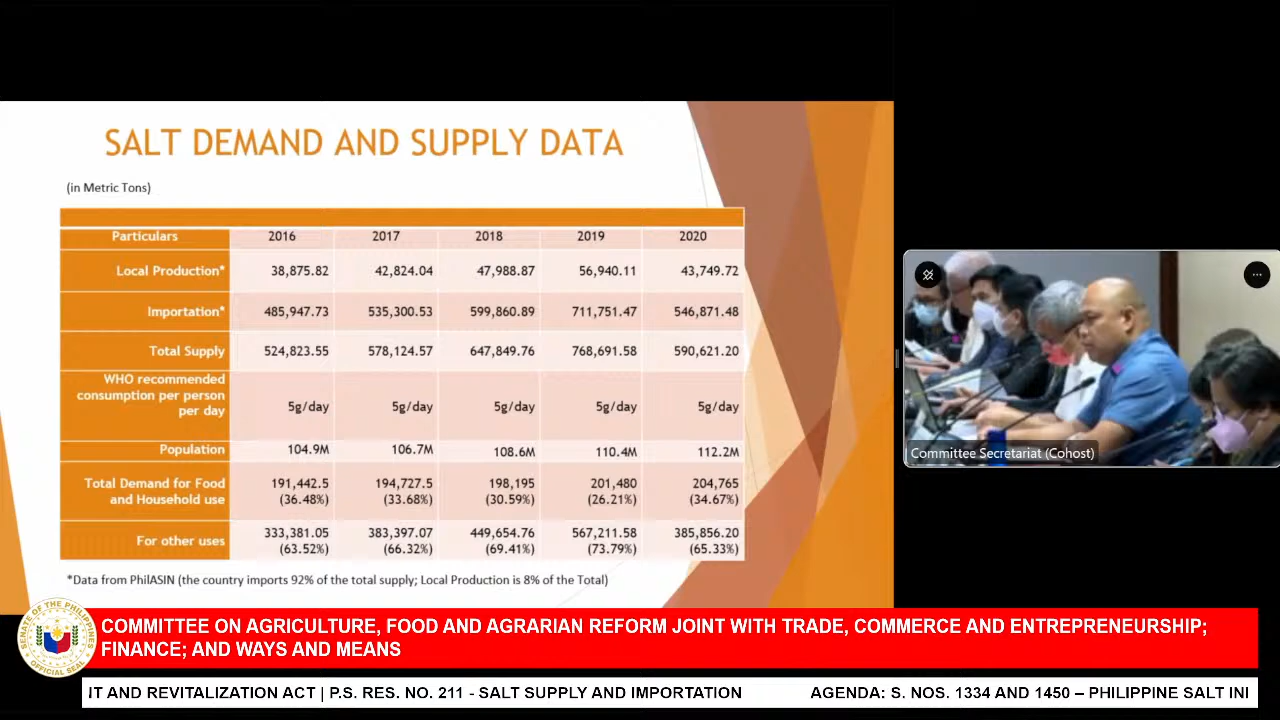 SALT DEMAND AND SUPPLY DATA
(in Metric Tons)
Particulars 2016 2017 2018 2019 2020
Local Production* 38,875.82 42,824.04 47,988.87 56,940.11 43,749.72
Importation* 485,947.73 535,300.53 599,860.89 711,751.47 546,871.48
Total Supply 524,823.55 578,124.57 647,849.76 768,691.58 590,621.20
WHO recommended
consumption per person
per day 5g/day 5g/day 5g/day 5g/day 5g/day
Population 104.9M 106.7M 108.6M 110.4M 112.2M
Total Demand for Food 191,442.5 194,727.5 198,195 201,480 204,765
and Household use (36.48%) (33.68%) (30.59%) (26.21%) (34.67%)
For other uses 333,381.05 383,397.07 449,654.76 567,211.58 385,856.20
(63.52%) (66.32%) (69.41%) (73.79%) (65.33%)
*Data from PhilASIN (the country imports 92% of the total supply; Local Production is 8% of the Total)
Committee Secretariat (Cohost)
SENATE OF THE PHILIPPINES
OFFICIAL SEAL
COMMITTEE ON AGRICULTURE, FOOD AND AGRARIAN REFORM JOINT WITH TRADE, COMMERCE AND ENTREPRENEURSHIP;
FINANCE; AND WAYS AND MEANS
IT AND REVITALIZATION ACT | P.S. RES. NO. 211 - SALT SUPPLY AND IMPORTATION AGENDA: S. NOS. 1334 AND 1450 – PHILIPPINE SALT INI